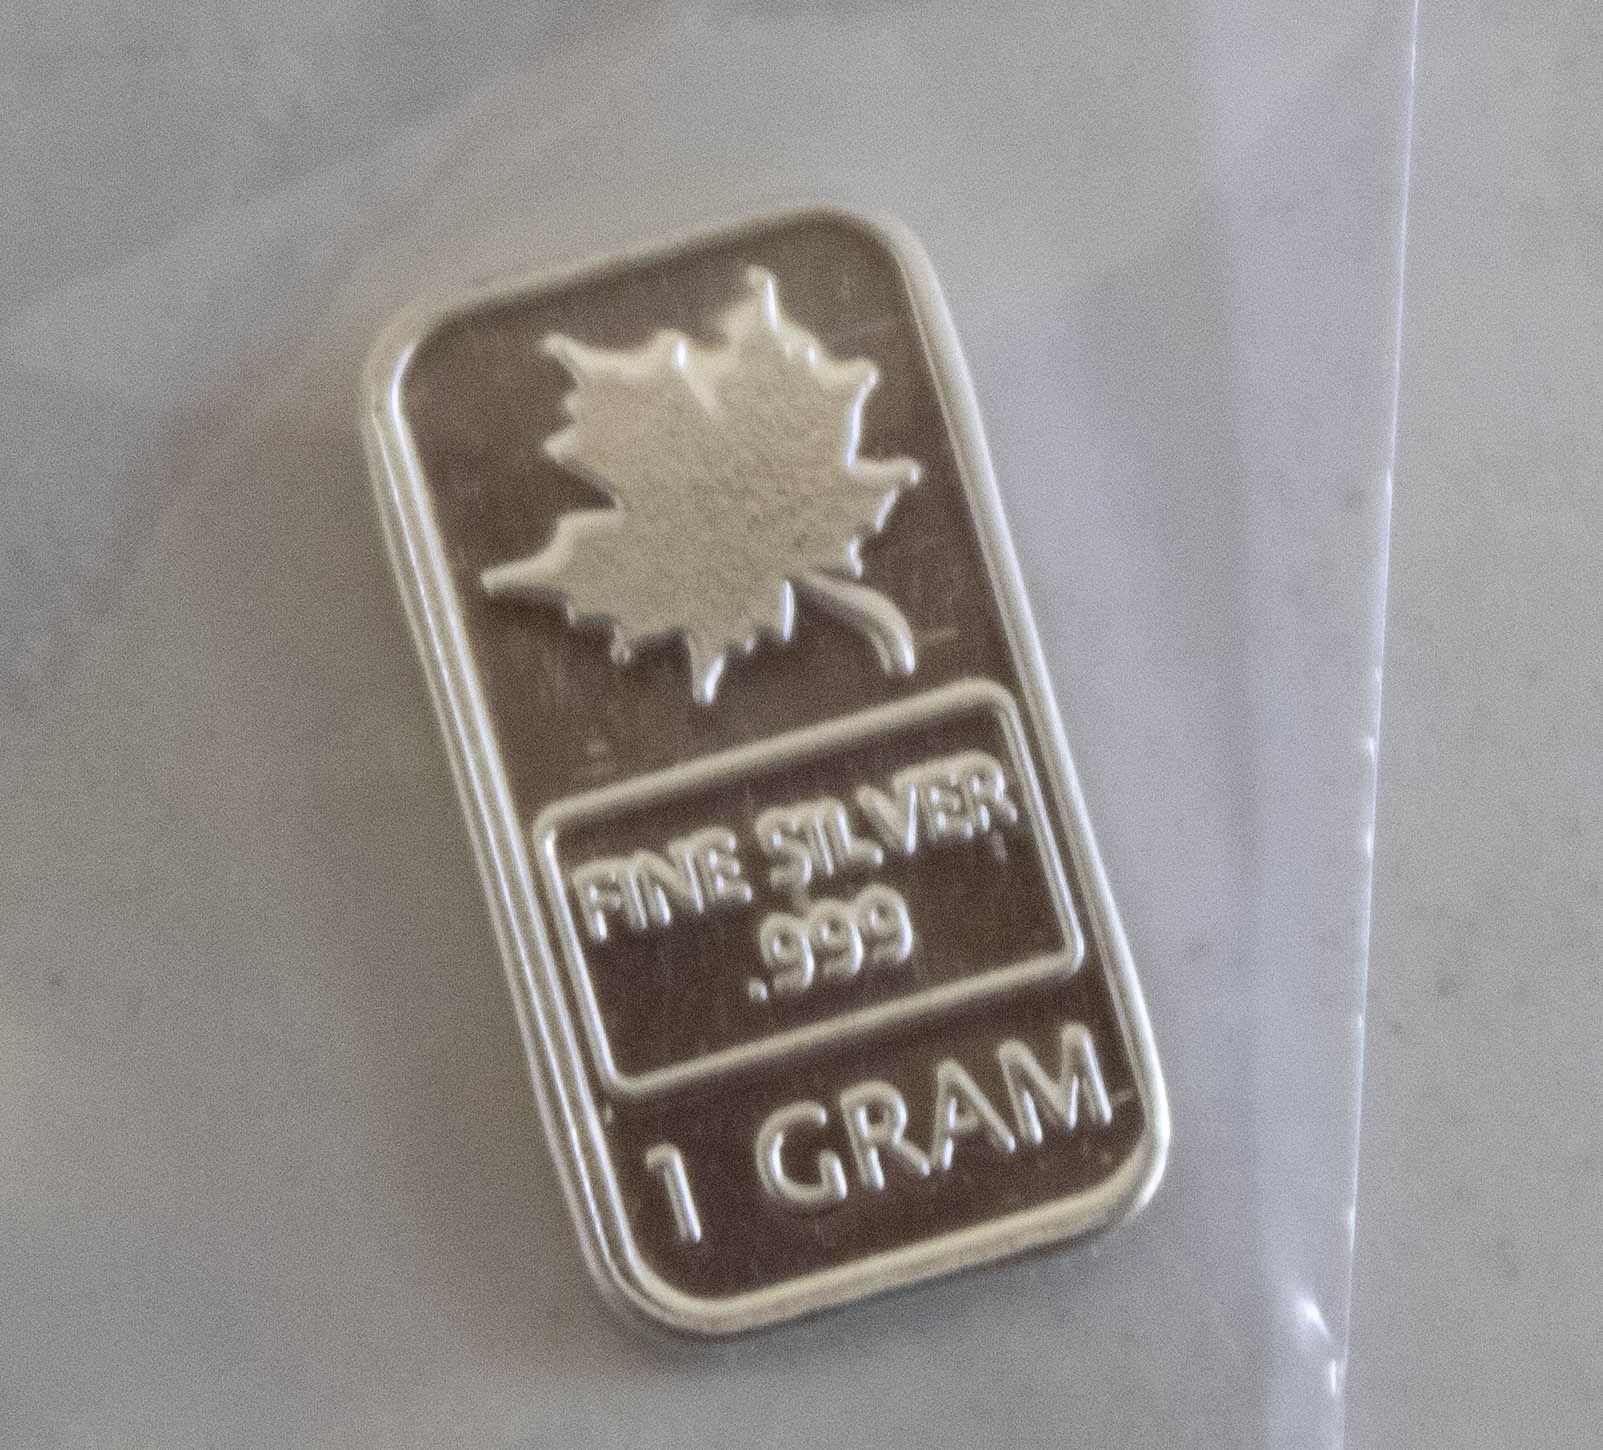 FINE SILVER
.999
1 GRAM